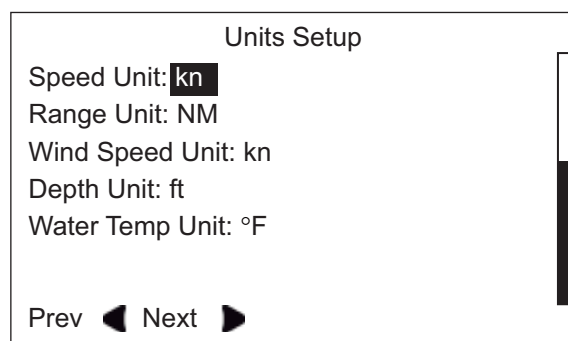 Units Setup
Speed Unit: kn
Range Unit: NM
Wind Speed Unit: kn
Depth Unit: ft
Water Temp Unit: °F
Prev Next